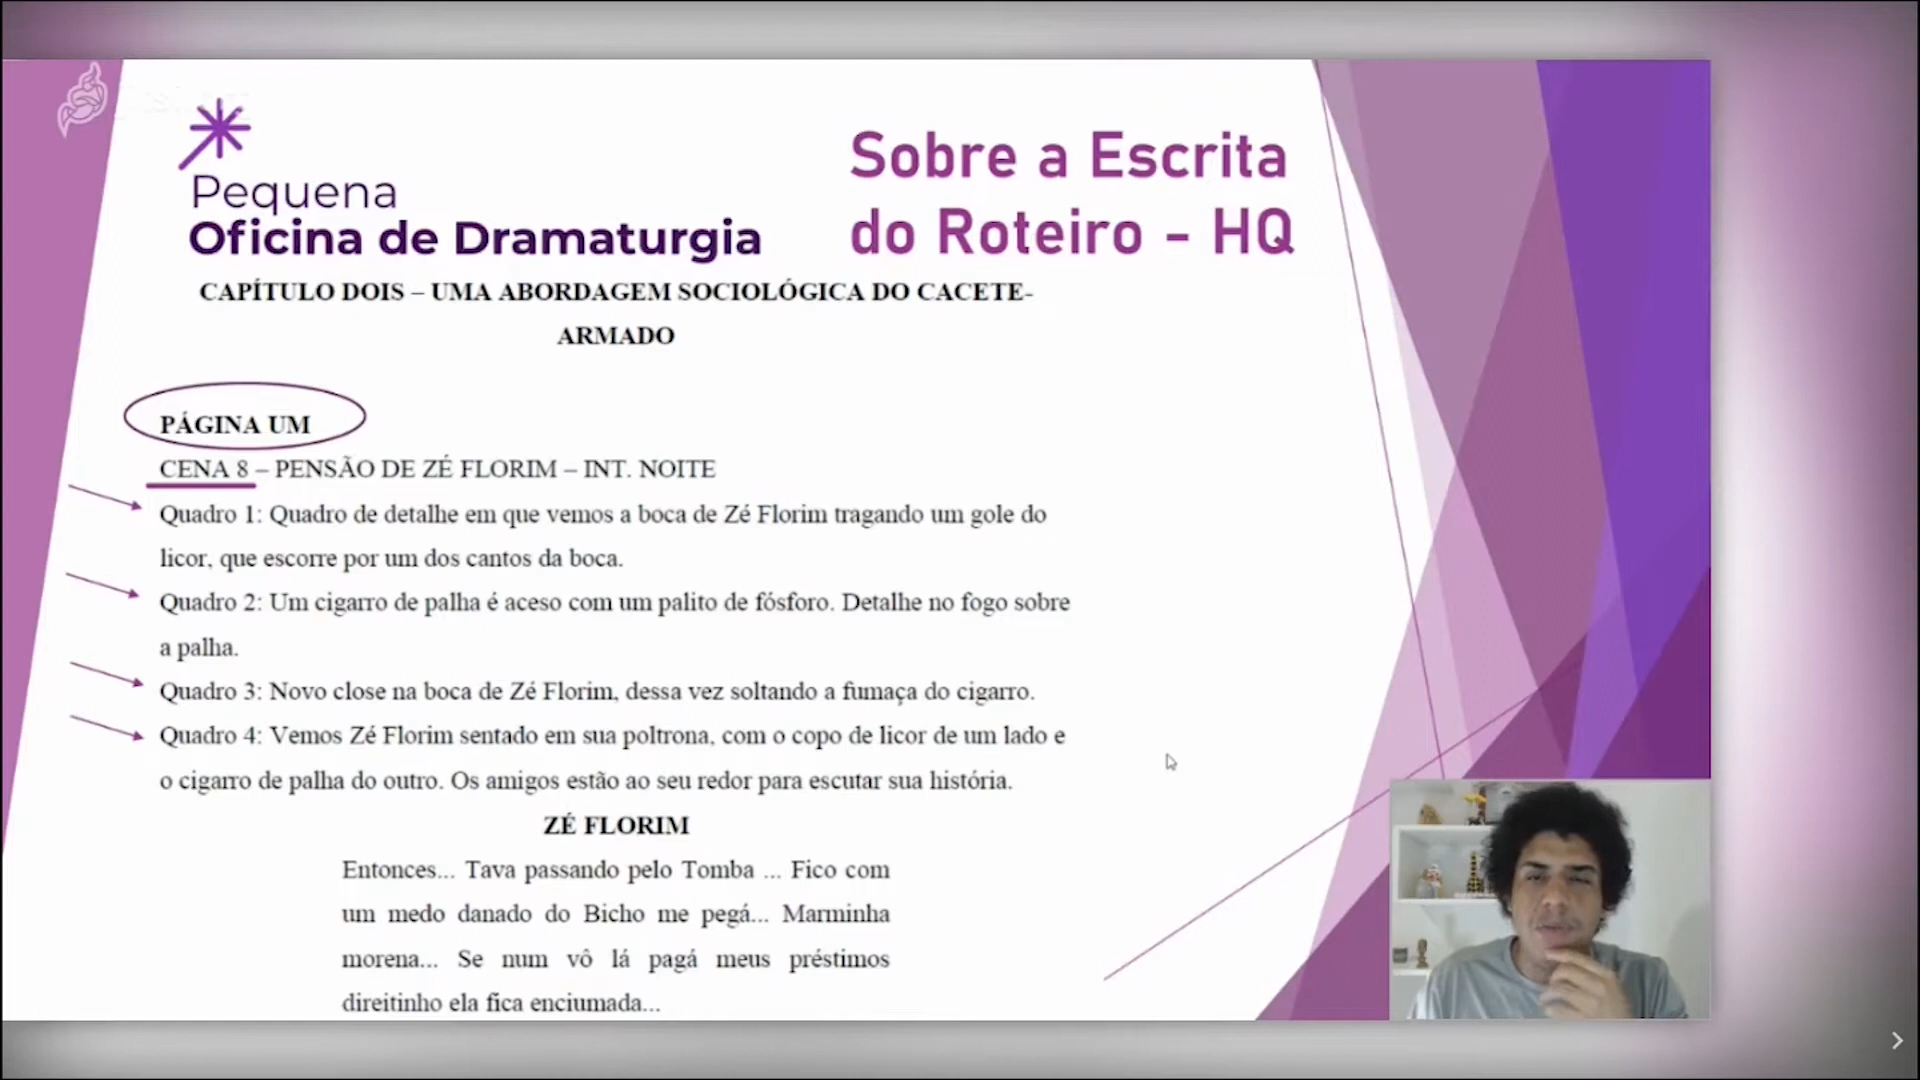 Pequena
Oficina de Dramaturgia
Sobre a Escrita
do Roteiro - HQ
CAPÍTULO DOIS – UMA ABORDAGEM SOCIOLÓGICA DO CACETE-
ARMADO
PÁGINA UM
CENA 8 – PENSÃO DE ZÉ FLORIM – INT. NOITE
Quadro 1: Quadro de detalhe em que vemos a boca de Zé Florim tragando um gole do
licor, que escorre por um dos cantos da boca.
Quadro 2: Um cigarro de palha é aceso com um palito de fósforo. Detalhe no fogo sobre
a palha.
Quadro 3: Novo close na boca de Zé Florim, dessa vez soltando a fumaça do cigarro.
Quadro 4: Vemos Zé Florim sentado em sua poltrona, com o copo de licor de um lado e
o cigarro de palha do outro. Os amigos estão ao seu redor para escutar sua história.
ZÉ FLORIM
Entonces... Tava passando pelo Tomba ... Fico com
um medo danado do Bicho me pegá... Marminha
morena... Se num vô lá pagá meus préstimos
direitinho ela fica enciumada...